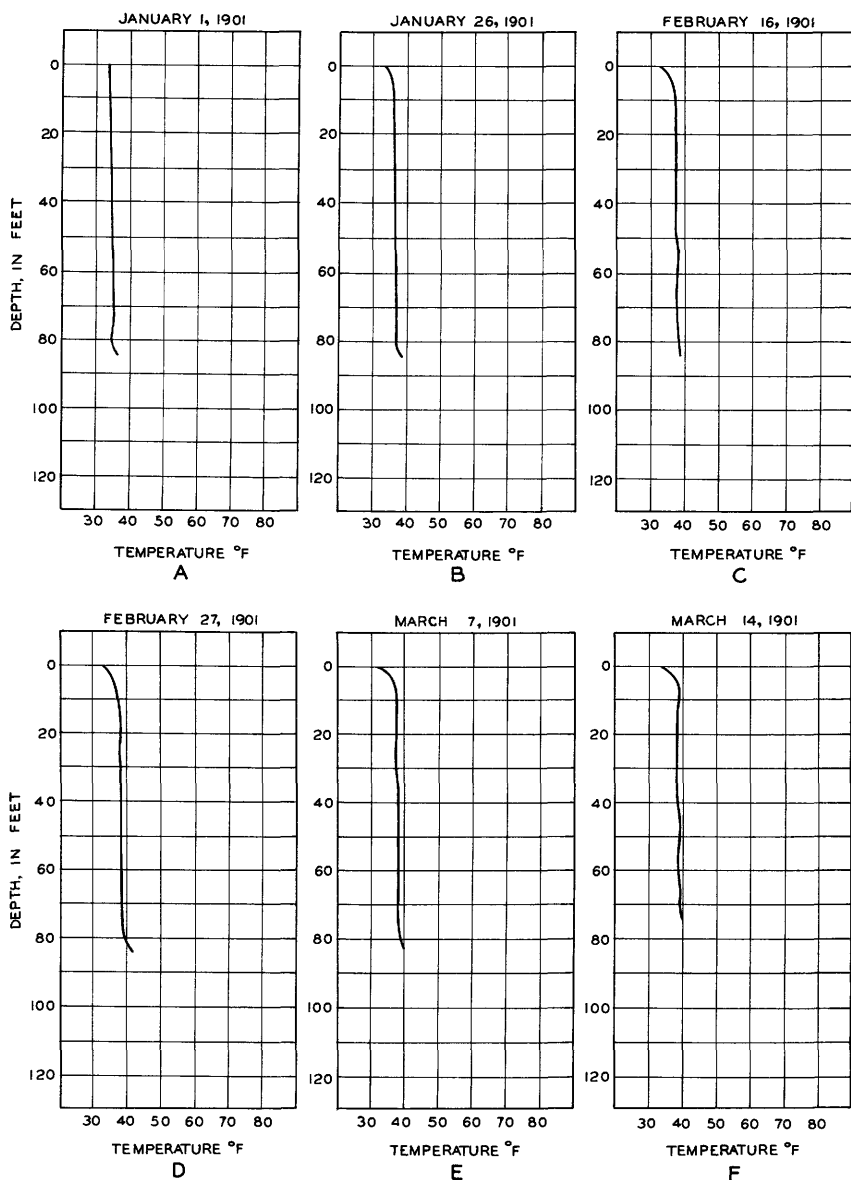 JANUARY 1, 1901
JANUARY 26, 1901
FEBRUARY 16, 1901
DEPTH, IN FEET
0
20
40
60
80
100
120
0
20
40
60
80
100
120
0
20
40
60
80
100
120
30 40 50 60 70 80
30 40 50 60 70 80
30 40 50 60 70 80
TEMPERATURE °F
TEMPERATURE °F
TEMPERATURE °F
A
B
C
FEBRUARY 27, 1901
MARCH 7, 1901
MARCH 14, 1901
DEPTH, IN FEET
0
20
40
60
80
100
120
0
20
40
60
80
100
120
0
20
40
60
80
100
120
30 40 50 60 70 80
30 40 50 60 70 80
30 40 50 60 70 80
TEMPERATURE °F
TEMPERATURE °F
TEMPERATURE °F
D
E
F